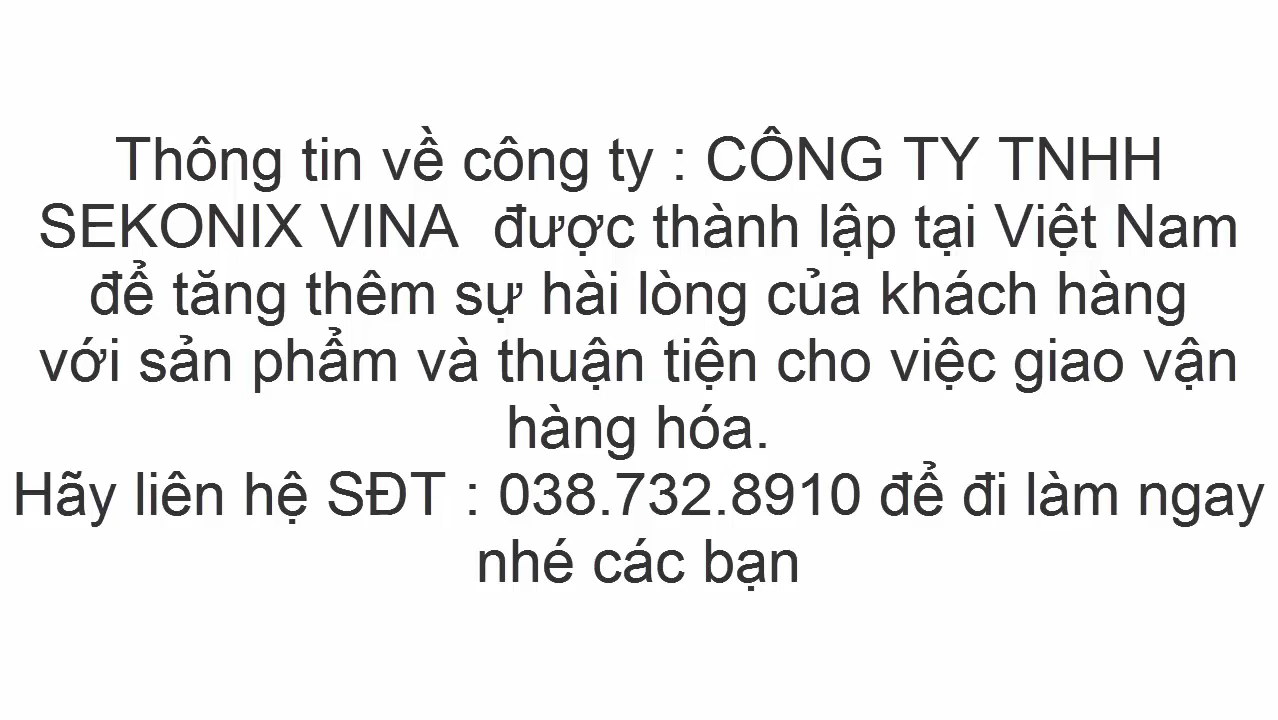 Thông tin về công ty : CÔNG TY TNHH
SEKONIX VINA  được thành lập tại Việt Nam
để tăng thêm sự hài lòng của khách hàng
với sản phẩm và thuận tiện cho việc giao vận
hàng hóa.
Hãy liên hệ SĐT : 038.732.8910 để đi làm ngay
nhé các bạn